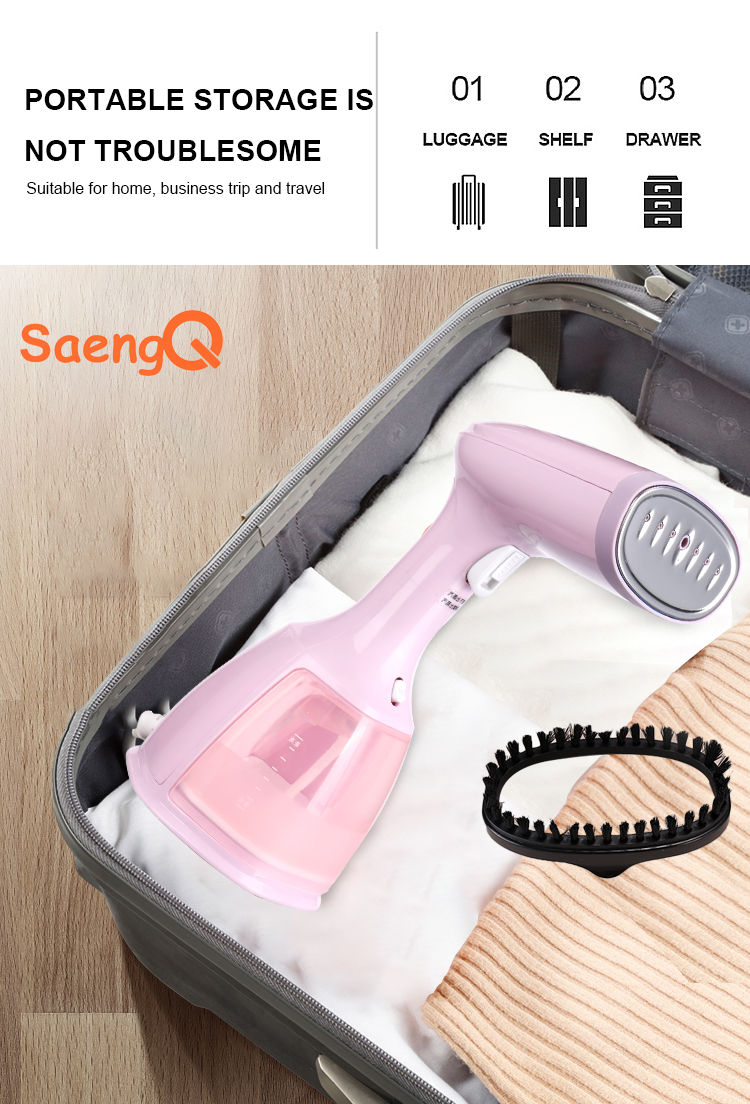 PORTABLE STORAGE IS
NOT TROUBLESOME
Suitable for home, business trip and travel
01
02
03
LUGGAGE
SHELF
DRAWER
SaengQ